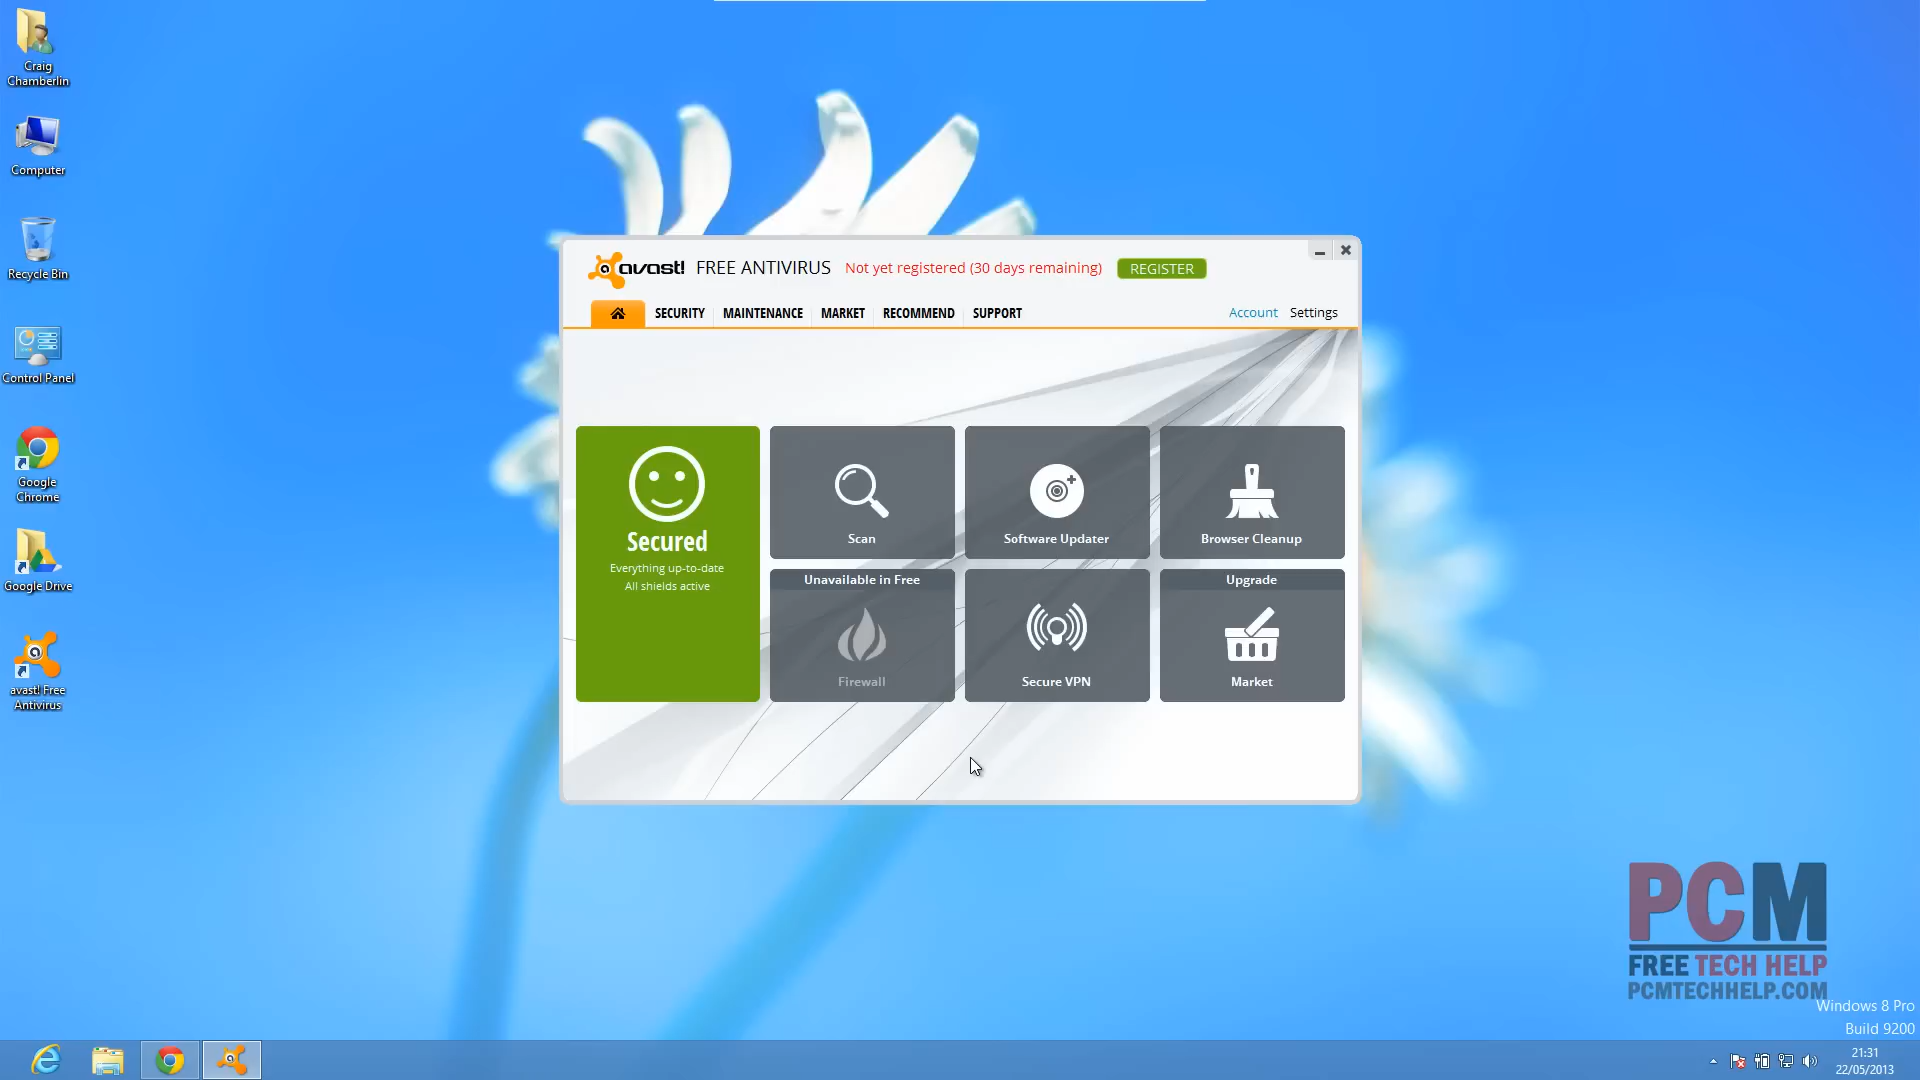 Craig
Chamberlin
Computer
Recycle Bin
Control Panel
Google
Chrome
Google Drive
avast! Free
Antivirus
avast! FREE ANTIVIRUS Not yet registered (30 days remaining) REGISTER
SECURITY MAINTENANCE MARKET RECOMMEND SUPPORT Account Settings
Secured
Everything up-to-date
All shields active
Scan
Software Updater
Browser Cleanup
Unavailable in Free
Firewall
Secure VPN
Upgrade
Market
PCM
FREE TECH HELP
PCMTECHHELP.COM
Windows 8 Pro
Build 9200
21:31
22/05/2013